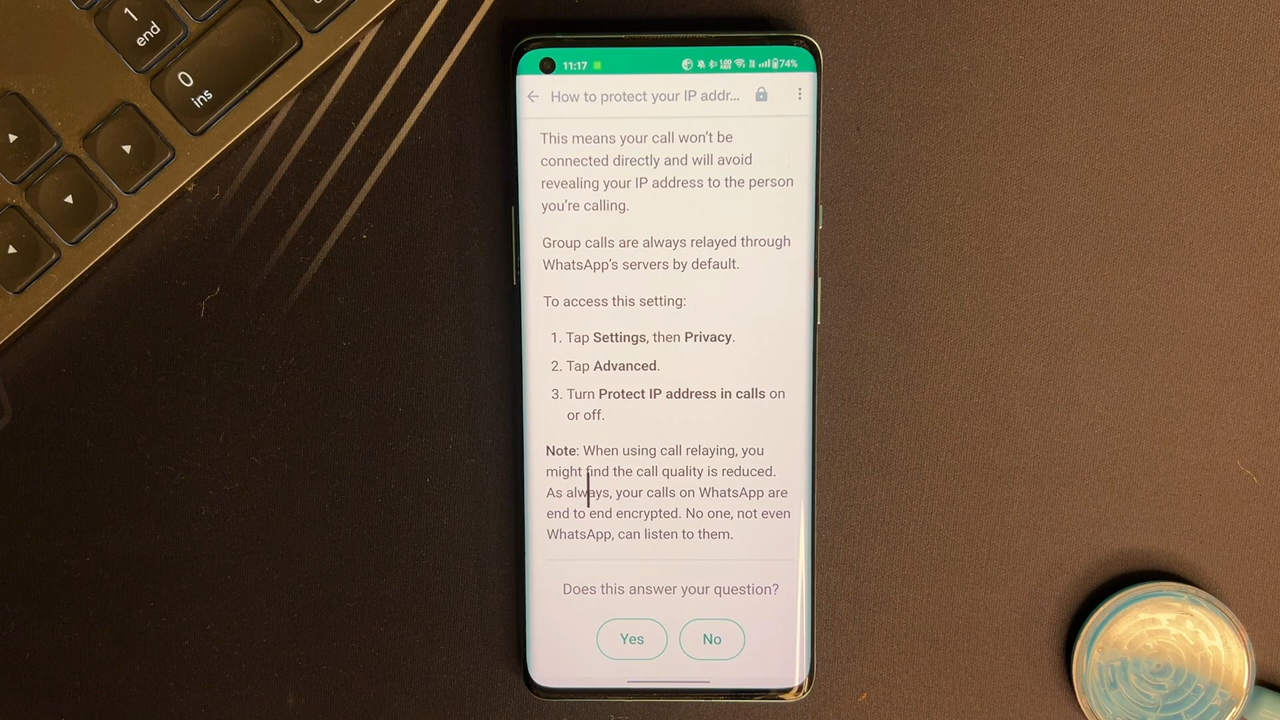 1
end
0
ins
11:17
74%
How to protect your IP addr...
This means your call won't be
connected directly and will avoid
revealing your IP address to the person
you're calling.
Group calls are always relayed through
WhatsApp's servers by default.
To access this setting:
1. Tap Settings, then Privacy.
2. Tap Advanced.
3. Turn Protect IP address in calls on
or off.
Note: When using call relaying, you
might find the call quality is reduced.
As always, your calls on WhatsApp are
end to end encrypted. No one, not even
WhatsApp, can listen to them.
Does this answer your question?
Yes
No